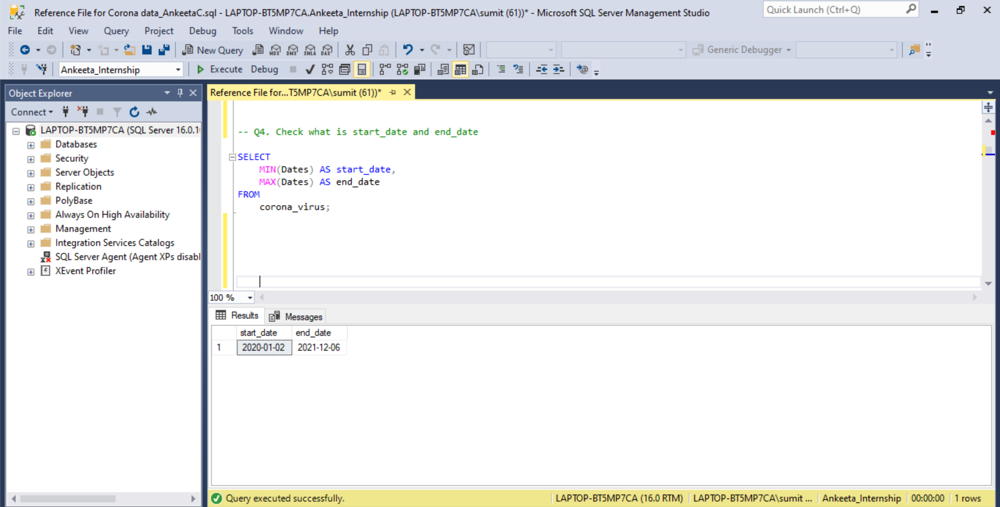 Reference File for Corona data_AnkeetaC.sql - LAPTOP-BT5MP7CA.Ankeeta_Internship (LAPTOP-BT5MP7CA\sumit (61))* - Microsoft SQL Server Management Studio
Quick Launch (Ctrl+Q)
File Edit View Query Project Debug Tools Window Help
New Query MDX DMX XMLA DAX Generic Debugger
Ankeeta_Internship Execute Debug
Object Explorer
Reference File for...T5MP7CA\sumit (61))*
Connect
LAPTOP-BT5MP7CA (SQL Server 16.0.1
Databases
Security
Server Objects
Replication
PolyBase
Always On High Availability
Management
Integration Services Catalogs
SQL Server Agent (Agent XPs disabl
XEvent Profiler
-- Q4. Check what is start_date and end_date
SELECT
MIN(Dates) AS start_date,
MAX(Dates) AS end_date
FROM
corona_virus;
100 %
Results Messages
start_date end_date
1 2020-01-02 2021-12-06
Query executed successfully.
LAPTOP-BT5MP7CA (16.0 RTM) LAPTOP-BT5MP7CA\sumit ... Ankeeta_Internship 00:00:00 1 rows